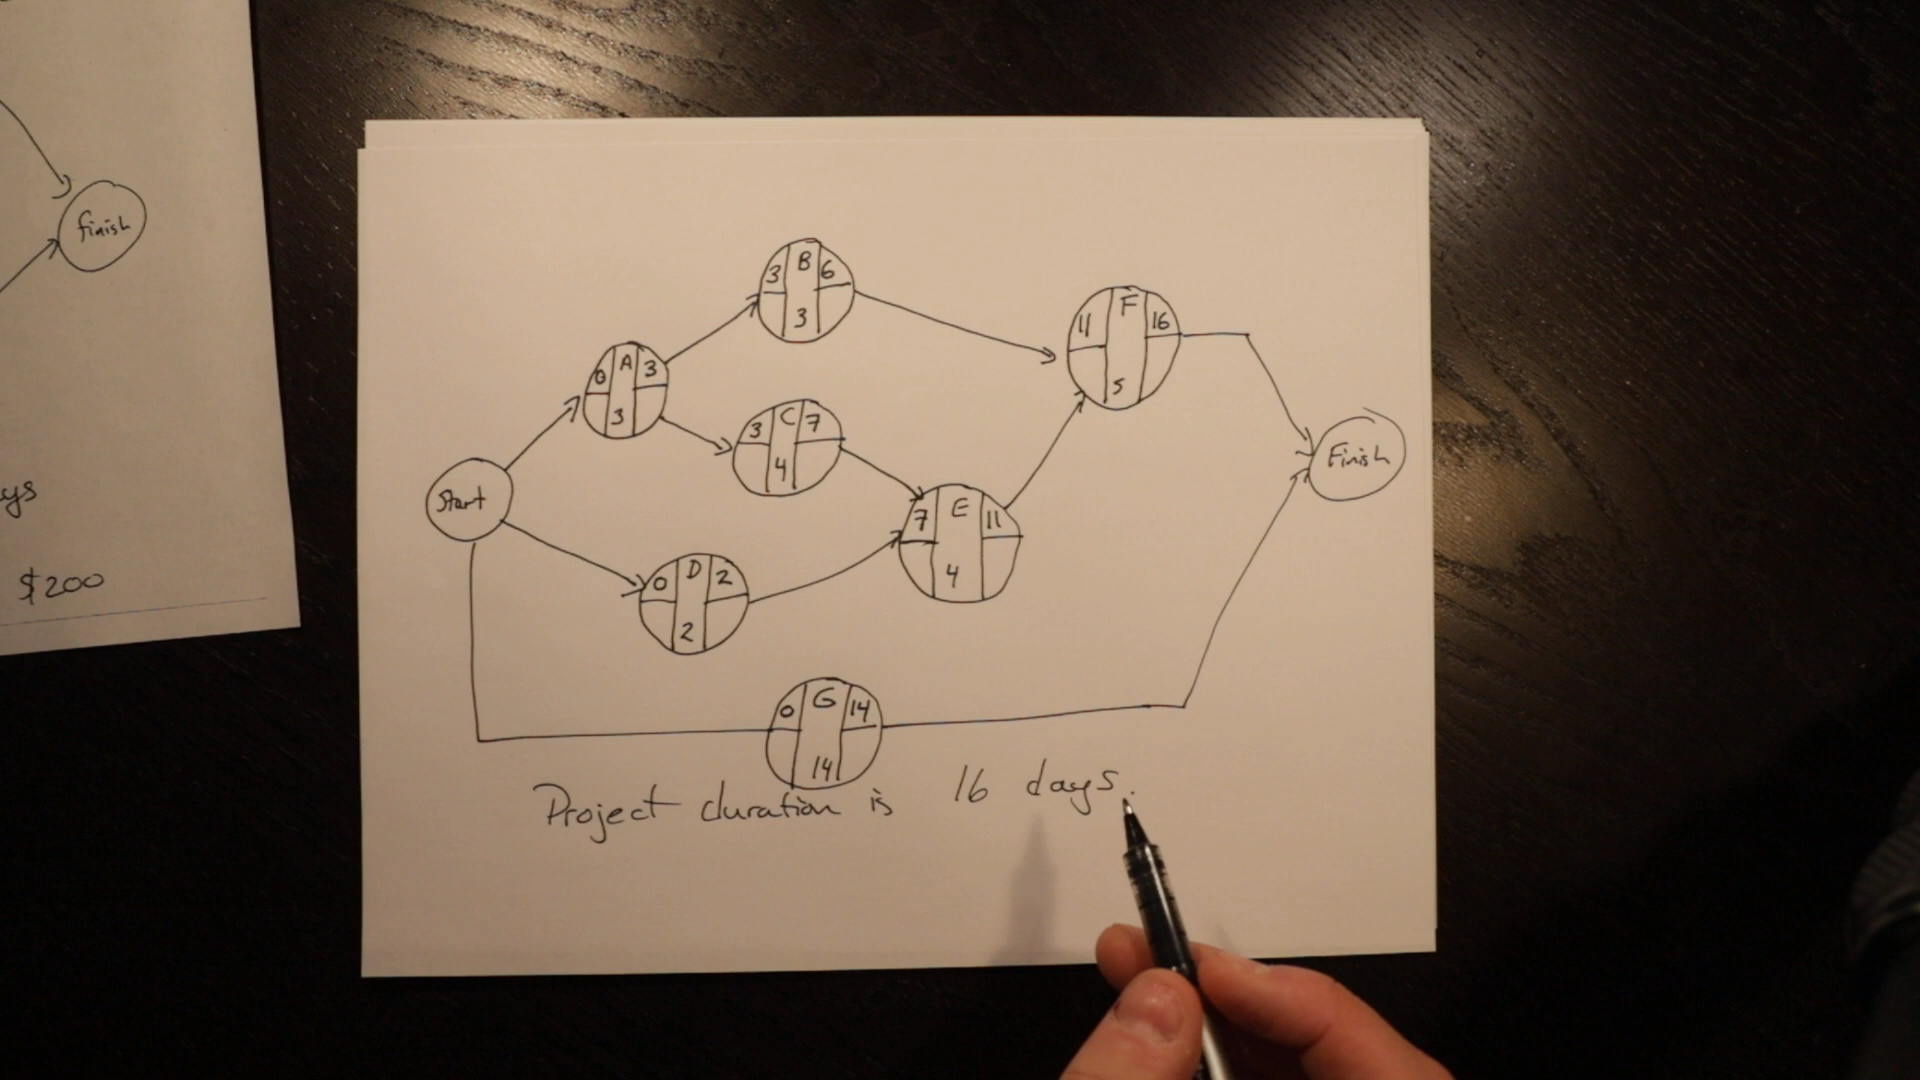 finish
ys
$200
3 B 6
3
0 A 3
3
3 C 7
4
11 F 16
5
Start
Finish
7 E 11
4
0 D 2
2
0 G 14
14
Project duration is 16 days.